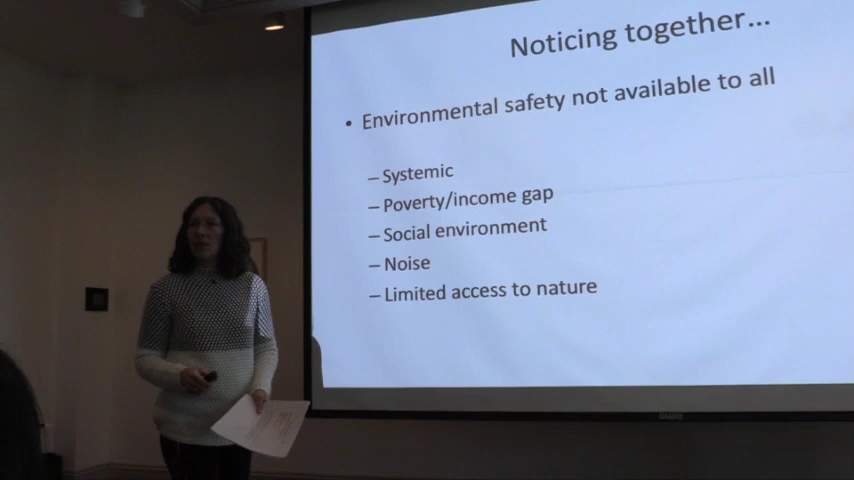 Noticing together...
• Environmental safety not available to all
– Systemic
– Poverty/income gap
– Social environment
– Noise
– Limited access to nature